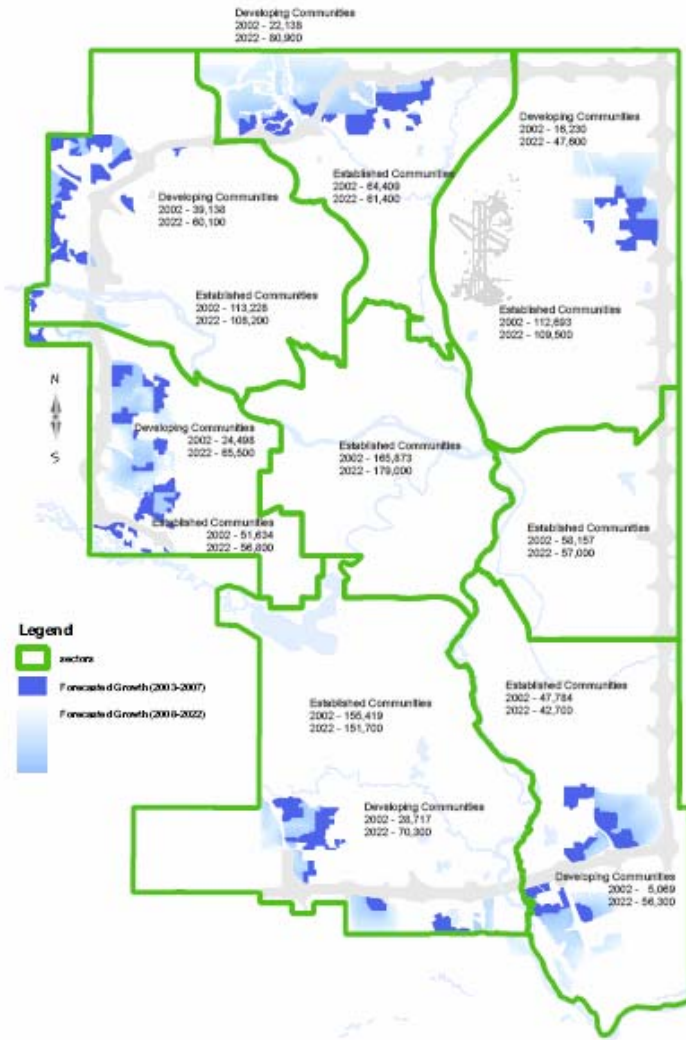 Developing Communities
2002 - 22,138
2022 - 80,900
Developing Communities
2002 - 16,230
2022 - 47,600
Established Communities
2002 - 64,409
2022 - 61,400
Developing Communities
2002 - 39,138
2022 - 60,100
Established Communities
2002 - 113,228
2022 - 108,200
Established Communities
2002 - 112,693
2022 - 109,500
N
S
Developing Communities
2002 - 24,498
2022 - 65,500
Established Communities
2002 - 165,873
2022 - 179,000
Established Communities
2002 - 51,634
2022 - 56,800
Established Communities
2002 - 58,157
2022 - 57,000
Legend
sectors
Forecasted Growth (2003-2007)
Forecasted Growth (2008-2022)
Established Communities
2002 - 155,419
2022 - 151,700
Established Communities
2002 - 47,784
2022 - 42,700
Developing Communities
2002 - 28,717
2022 - 70,300
Developing Communities
2002 - 5,069
2022 - 56,300